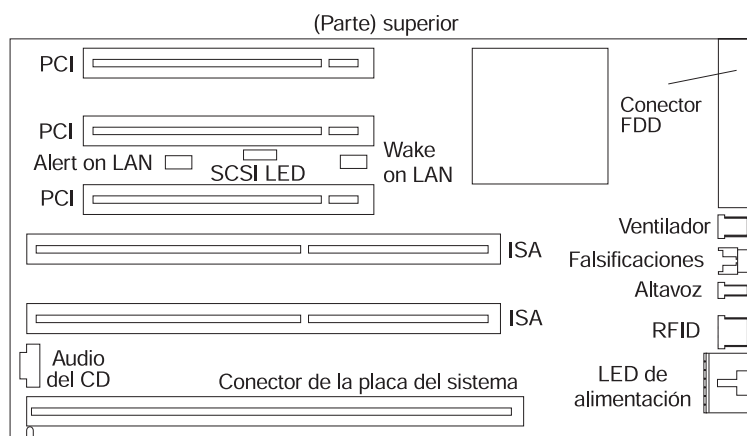 (Parte) superior
PCI
Conector
FDD
PCI
Alert on LAN
SCSI LED
Wake
on LAN
PCI
Ventilador
ISA
Falsificaciones
Altavoz
ISA
RFID
Audio
del CD
Conector de la placa del sistema
LED de
alimentación